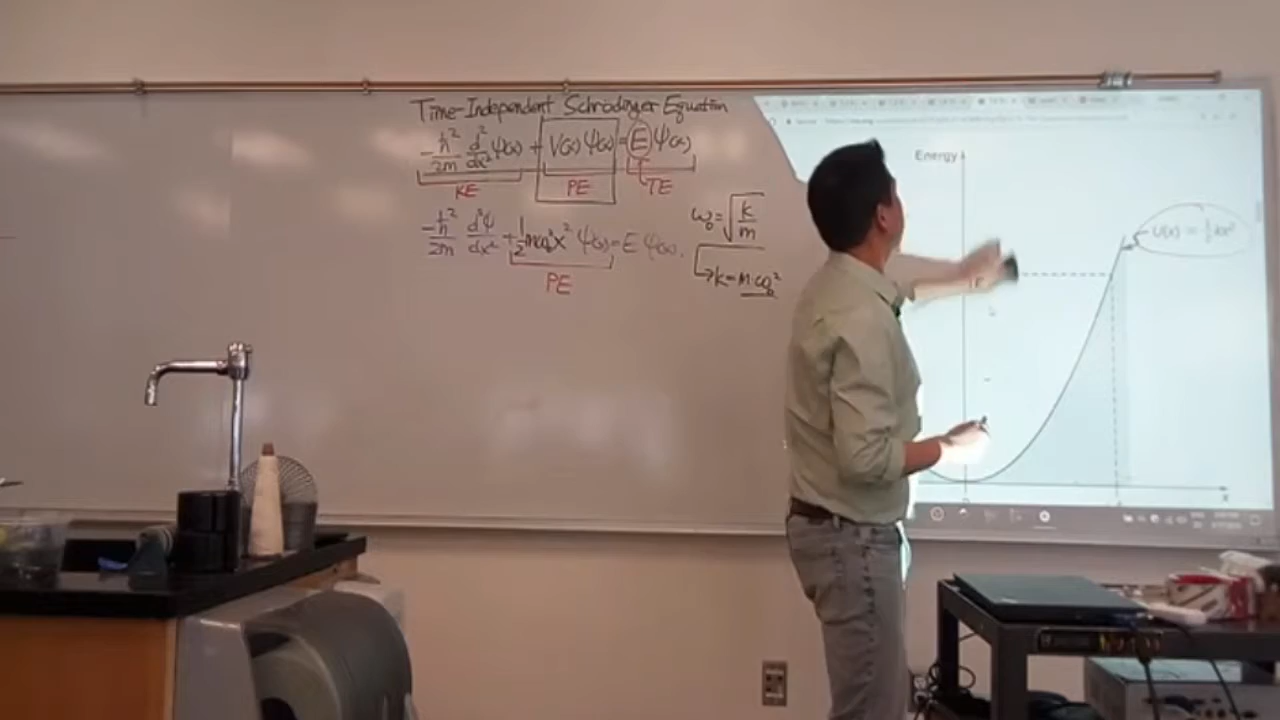 Time-Independent Schrödinger Equation
-ħ²/2m d²/dx² Ψ(x) + V(x) Ψ(x) = E Ψ(x)
KE PE TE
-ħ²/2m d²Ψ/dx² + 1/2 mω₀²x² Ψ(x) = E Ψ(x).
PE
ω₀ = √k/m
↳ k = m·ω₀²
Energy
E
U(x) = 1/2 kx²
x